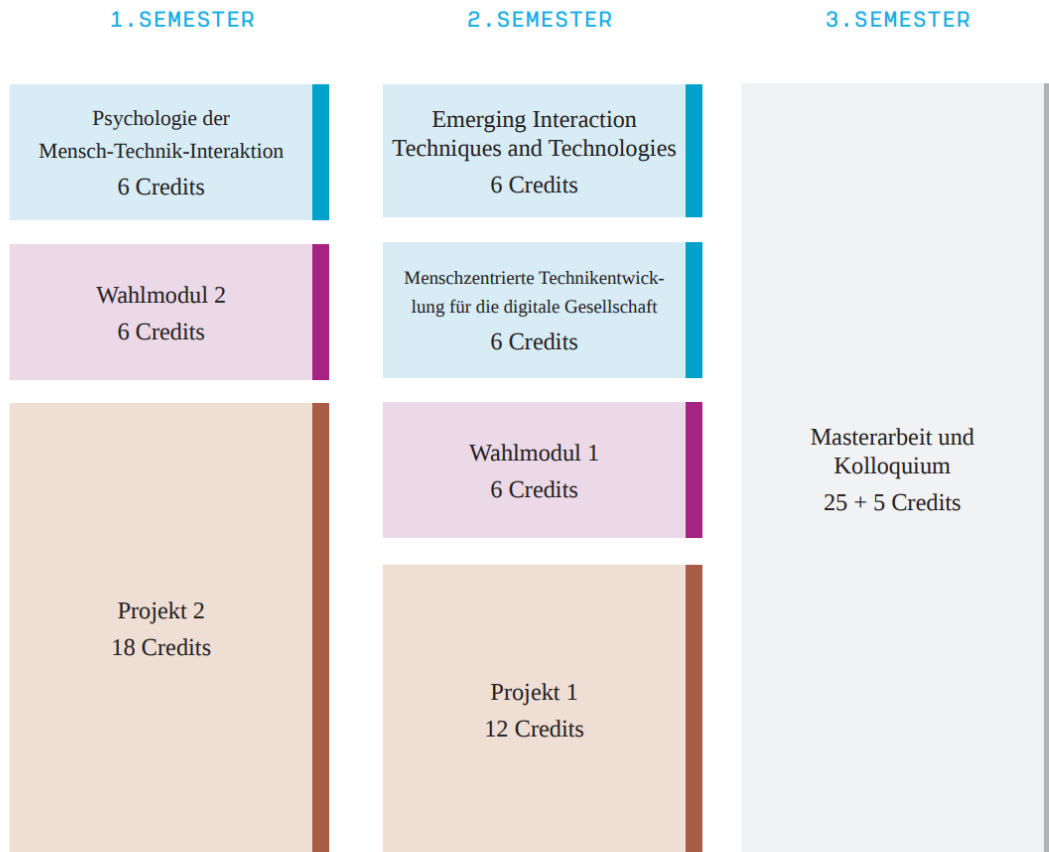 1.SEMESTER
2.SEMESTER
3.SEMESTER
Psychologie der
Mensch-Technik-Interaktion
6 Credits
Wahlmodul 2
6 Credits
Projekt 2
18 Credits
Emerging Interaction
Techniques and Technologies
6 Credits
Menschzentrierte Technikentwick-
lung für die digitale Gesellschaft
6 Credits
Wahlmodul 1
6 Credits
Projekt 1
12 Credits
Masterarbeit und
Kolloquium
25 + 5 Credits